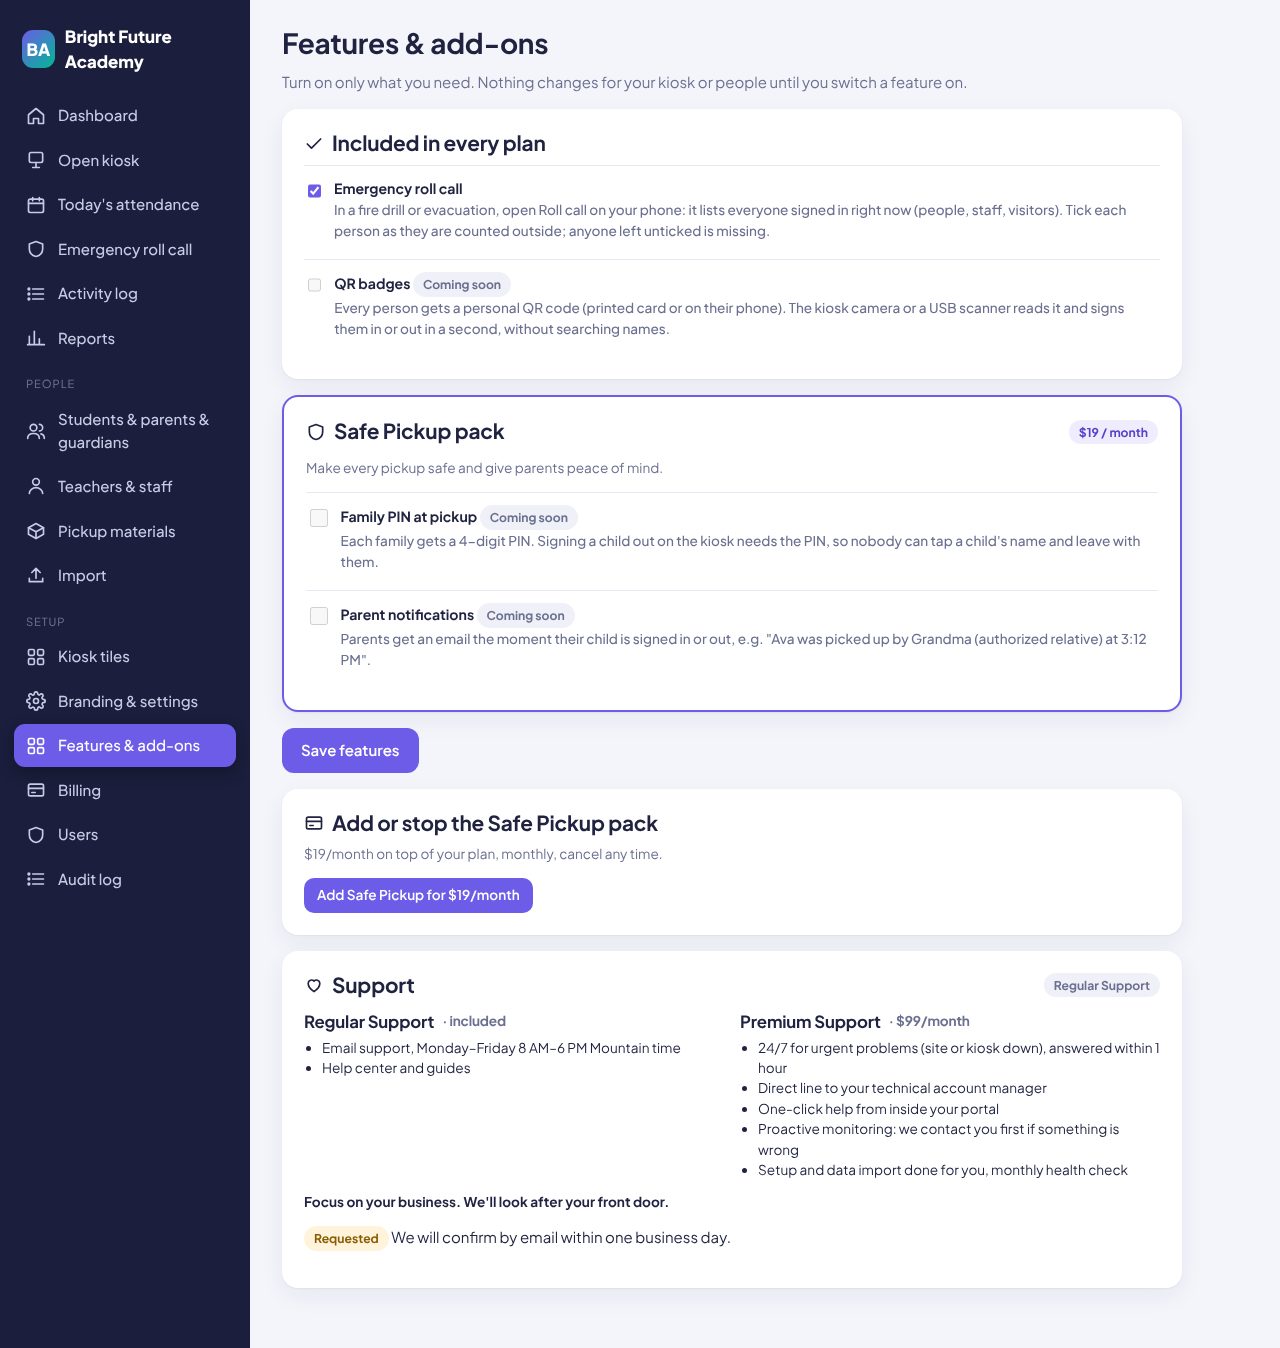 BA
Bright Future
Academy
Dashboard
Open kiosk
Today's attendance
Emergency roll call
Activity log
Reports
PEOPLE
Students & parents &
guardians
Teachers & staff
Pickup materials
Import
SETUP
Kiosk tiles
Branding & settings
Features & add-ons
Billing
Users
Audit log
Features & add-ons
Turn on only what you need. Nothing changes for your kiosk or people until you switch a feature on.
Included in every plan
Emergency roll call
In a fire drill or evacuation, open Roll call on your phone: it lists everyone signed in right now (people, staff, visitors). Tick each
person as they are counted outside; anyone left unticked is missing.
QR badges Coming soon
Every person gets a personal QR code (printed card or on their phone). The kiosk camera or a USB scanner reads it and signs
them in or out in a second, without searching names.
Safe Pickup pack
$19 / month
Make every pickup safe and give parents peace of mind.
Family PIN at pickup Coming soon
Each family gets a 4-digit PIN. Signing a child out on the kiosk needs the PIN, so nobody can tap a child's name and leave with
them.
Parent notifications Coming soon
Parents get an email the moment their child is signed in or out, e.g. "Ava was picked up by Grandma (authorized relative) at 3:12
PM".
Save features
Add or stop the Safe Pickup pack
$19/month on top of your plan, monthly, cancel any time.
Add Safe Pickup for $19/month
Support
Regular Support
Regular Support · included
Email support, Monday–Friday 8 AM–6 PM Mountain time
Help center and guides
Premium Support · $99/month
24/7 for urgent problems (site or kiosk down), answered within 1
hour
Direct line to your technical account manager
One-click help from inside your portal
Proactive monitoring: we contact you first if something is
wrong
Setup and data import done for you, monthly health check
Focus on your business. We'll look after your front door.
Requested We will confirm by email within one business day.